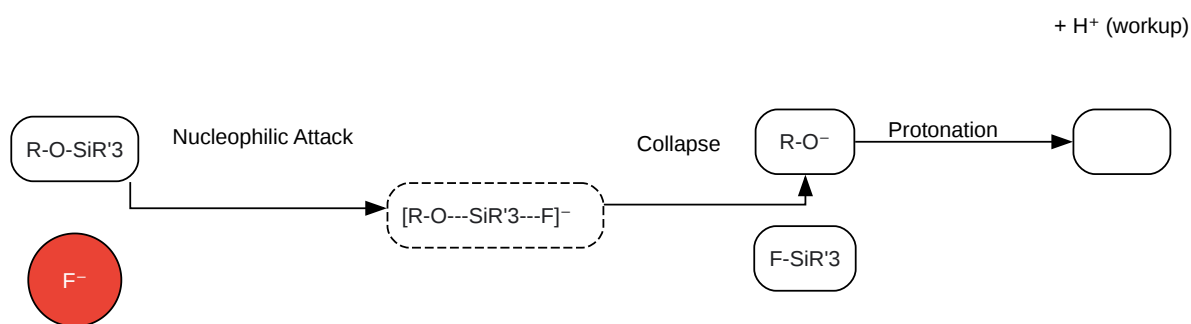 + H⁺ (workup)
R-O-SiR'3
Nucleophilic Attack
[R-O---SiR'3---F]⁻
Collapse
R-O⁻
Protonation
F⁻
F-SiR'3